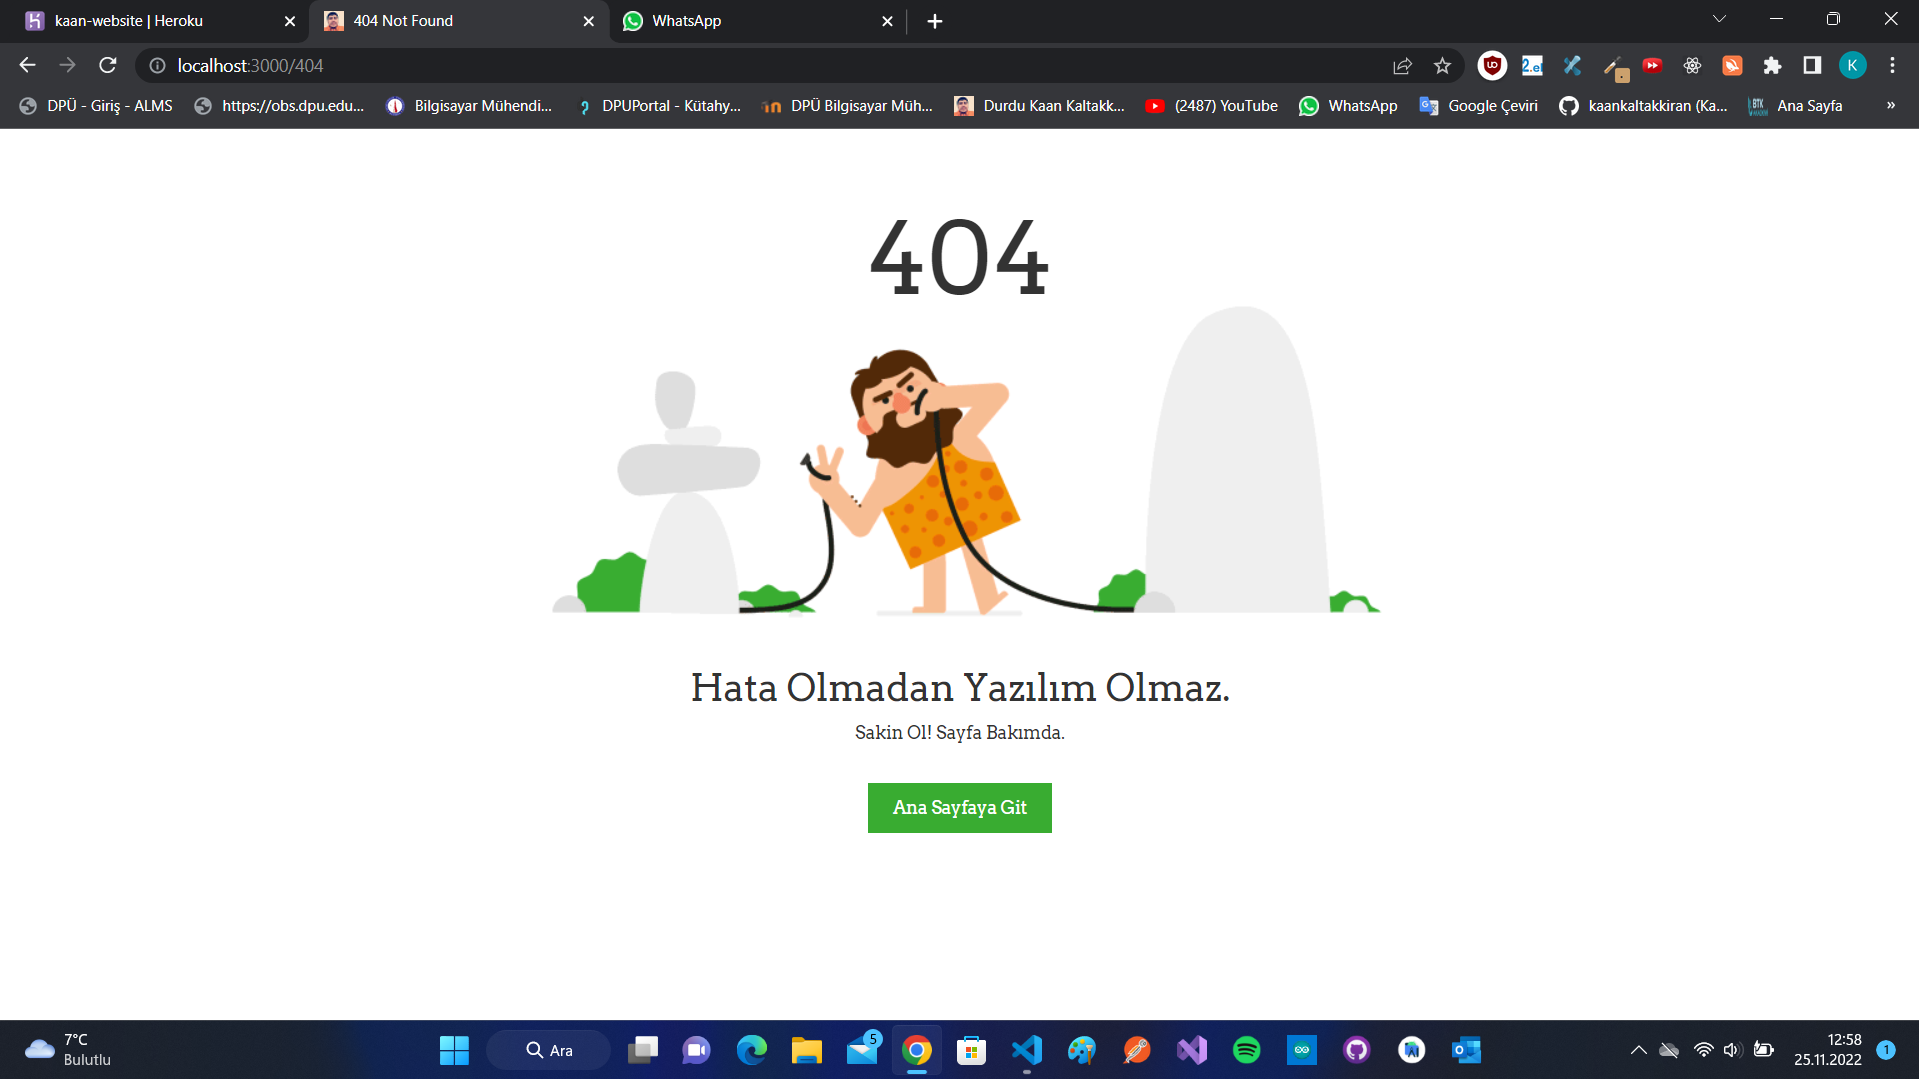 kaan-website | Heroku
404 Not Found
WhatsApp
localhost:3000/404
2.el
K
DPÜ - Giriş - ALMS
https://obs.dpu.edu...
Bilgisayar Mühendi...
DPUPortal - Kütahy...
DPÜ Bilgisayar Müh...
Durdu Kaan Kaltakk...
(2487) YouTube
WhatsApp
Google Çeviri
kaankaltakkiran (Ka...
BTK
Ana Sayfa
»
404
Hata Olmadan Yazılım Olmaz.
Sakin Ol! Sayfa Bakımda.
Ana Sayfaya Git
7°C
Bulutlu
Ara
5
12:58
25.11.2022
1